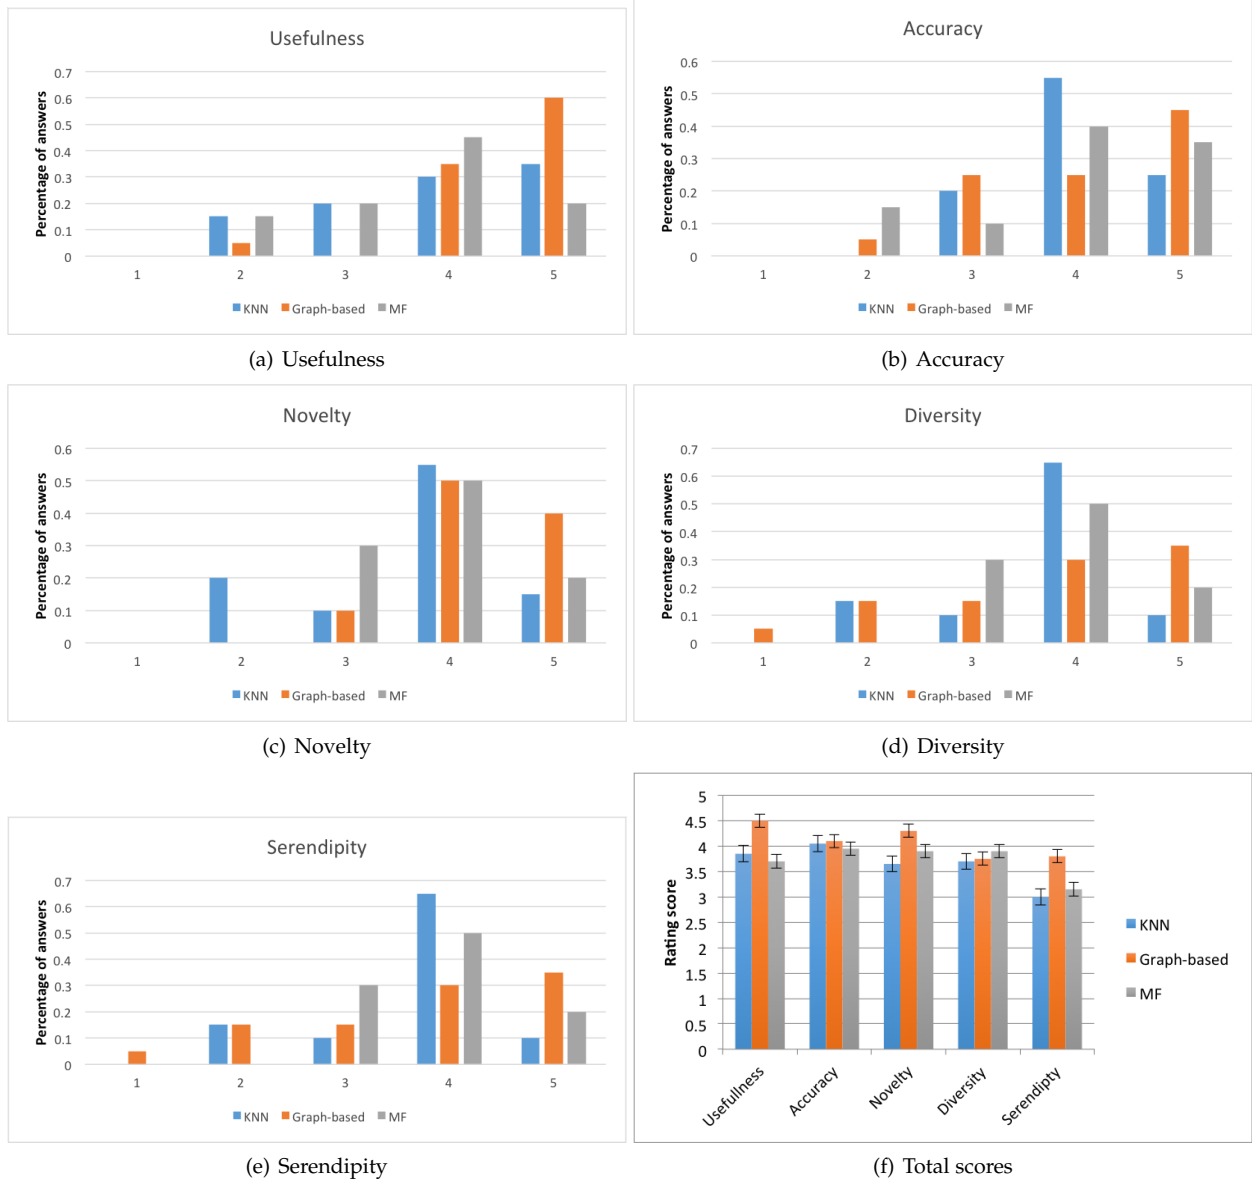 Usefulness
Percentage of answers
0.7
0.6
0.5
0.4
0.3
0.2
0.1
0
1 2 3 4 5
KNN Graph-based MF
(a) Usefulness
Accuracy
Percentage of answers
0.6
0.5
0.4
0.3
0.2
0.1
0
1 2 3 4 5
KNN Graph-based MF
(b) Accuracy
Novelty
Percentage of answers
0.6
0.5
0.4
0.3
0.2
0.1
0
1 2 3 4 5
KNN Graph-based MF
(c) Novelty
Diversity
Percentage of answers
0.7
0.6
0.5
0.4
0.3
0.2
0.1
0
1 2 3 4 5
KNN Graph-based MF
(d) Diversity
Serendipity
Percentage of answers
0.7
0.6
0.5
0.4
0.3
0.2
0.1
0
1 2 3 4 5
KNN Graph-based MF
(e) Serendipity
Rating score
5
4.5
4
3.5
3
2.5
2
1.5
1
0.5
0
Usefullness Accuracy Novelty Diversity Serendipty
KNN
Graph-based
MF
(f) Total scores